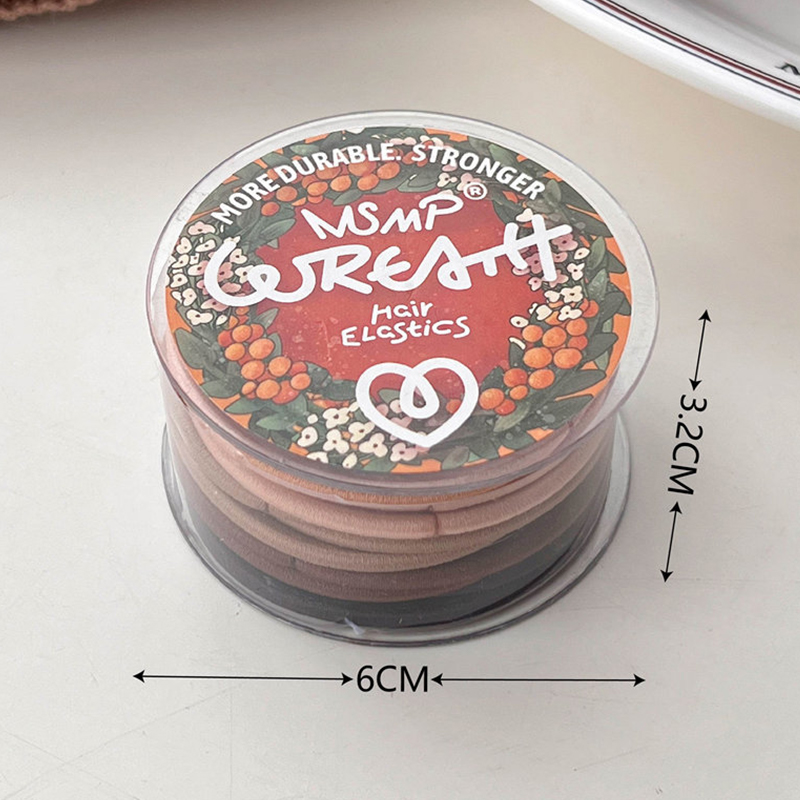 MORE DURABLE. STRONGER
MSMP®
WREATH
Hair
ELastics
3.2CM
6CM